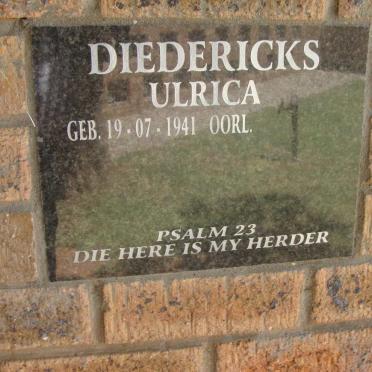 DIEDERICKS
ULRICA
GEB. 19 · 07 · 1941 OORL.
PSALM 23
DIE HERE IS MY HERDER